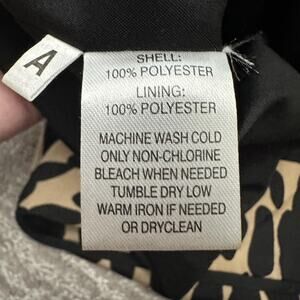 A
SHELL:
100% POLYESTER
LINING:
100% POLYESTER
MACHINE WASH COLD
ONLY NON-CHLORINE
BLEACH WHEN NEEDED
TUMBLE DRY LOW
WARM IRON IF NEEDED
OR DRYCLEAN